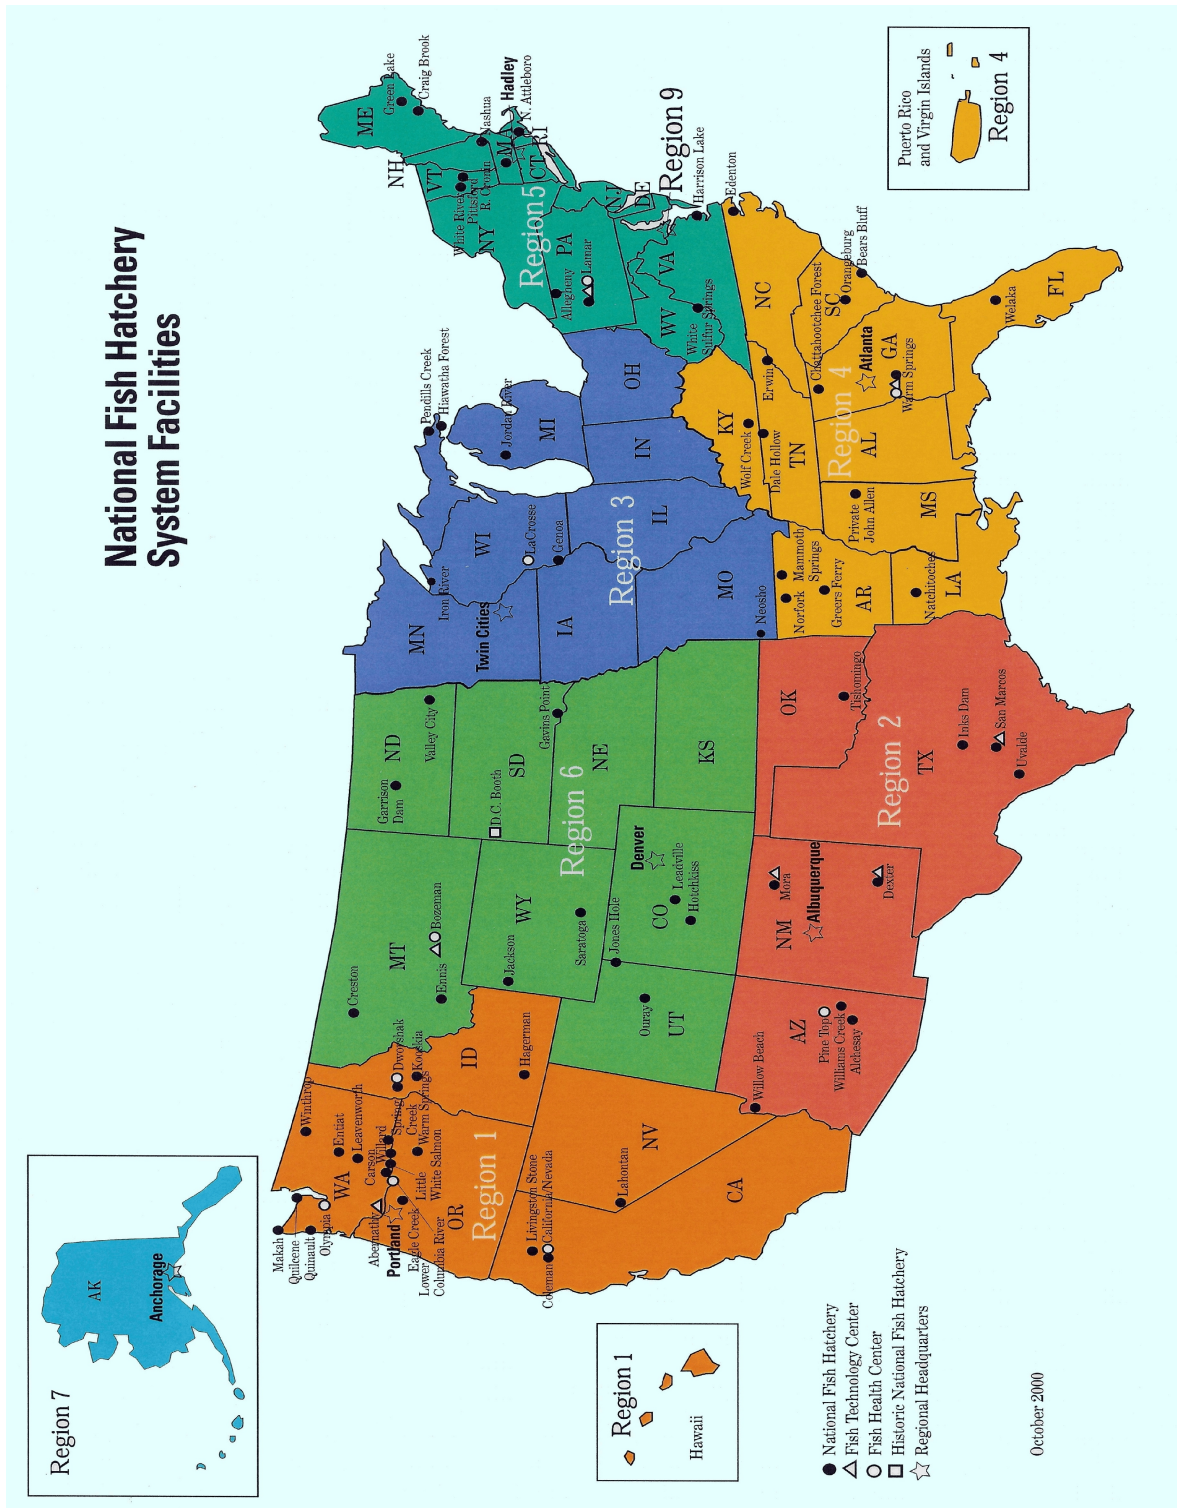 National Fish Hatchery
System Facilities
Region 7
AK
Anchorage
Makah
Quilcene
Quinault
Olympia
WA
Winthrop
Entiat
Leavenworth
Carson
Willard
Spring
Creek
Warm Springs
Little
White Salmon
Abernathy
Portland
Eagle Creek
Lower
Columbia River
OR
Dworshak
Kooskia
ID
Hagerman
Region 1
Livingston Stone
California/Nevada
Coleman
Lahontan
NV
CA
Creston
MT
Bozeman
Ennis
Jackson
WY
Saratoga
Jones Hole
Ouray
UT
Denver
Leadville
CO
Hotchkiss
Region 6
Garrison
Dam
ND
Valley City
D.C. Booth
SD
Gavins Point
NE
KS
Willow Beach
AZ
Pine Top
Williams Creek
Alchesay
Mora
NM
Albuquerque
Dexter
Region 2
OK
Tishomingo
TX
Inks Dam
San Marcos
Uvalde
MN
Iron River
Twin Cities
WI
LaCrosse
Genoa
IA
Region 3
IL
MO
Neosho
Pendills Creek
Hiawatha Forest
Jordan River
MI
IN
OH
Norfork
Mammoth
Springs
Greers Ferry
AR
Natchitoches
LA
Private
John Allen
MS
KY
Wolf Creek
Dale Hollow
TN
Erwin
Region 4
AL
Chattahootchee Forest
Atlanta
GA
Warm Springs
NC
SC
Orangeburg
Bears Bluff
Edenton
Welaka
FL
ME
Green Lake
Craig Brook
NH
VT
Nashua
White River
Pittsford
R. Cronin
NY
MA
Hadley
N. Attleboro
CT
RI
Region 5
PA
Allegheny
Lamar
NJ
DE
Region 9
Harrison Lake
VA
WV
White
Sulfur Springs
Puerto Rico
and Virgin Islands
Region 4
Region 1
Hawaii
National Fish Hatchery
Fish Technology Center
Fish Health Center
Historic National Fish Hatchery
Regional Headquarters
October 2000